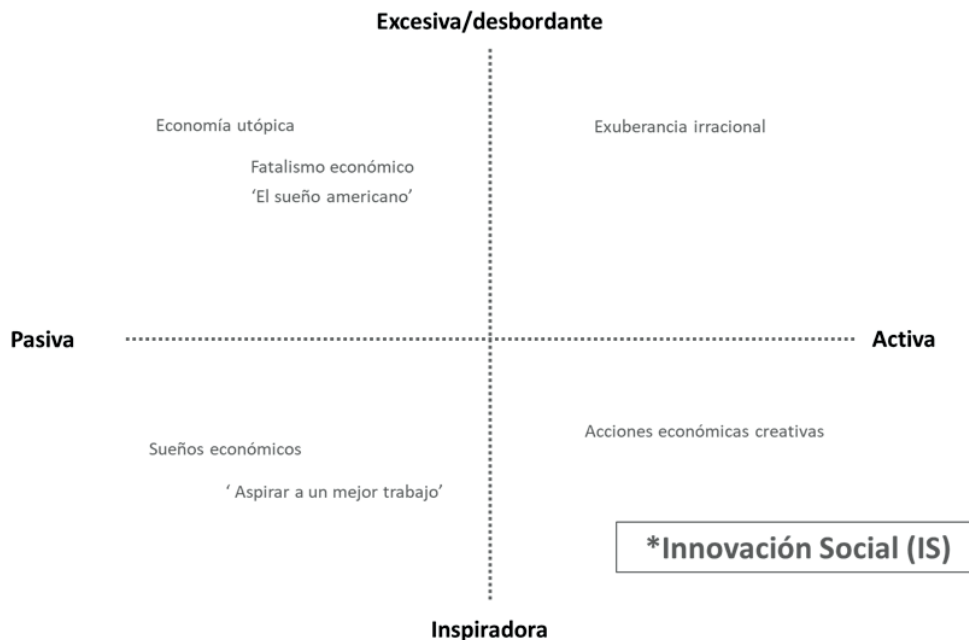 Excesiva/desbordante
Economía utópica
Exuberancia irracional
Fatalismo económico
‘El sueño americano’
Pasiva
Activa
Acciones económicas creativas
Sueños económicos
‘ Aspirar a un mejor trabajo’
*Innovación Social (IS)
Inspiradora